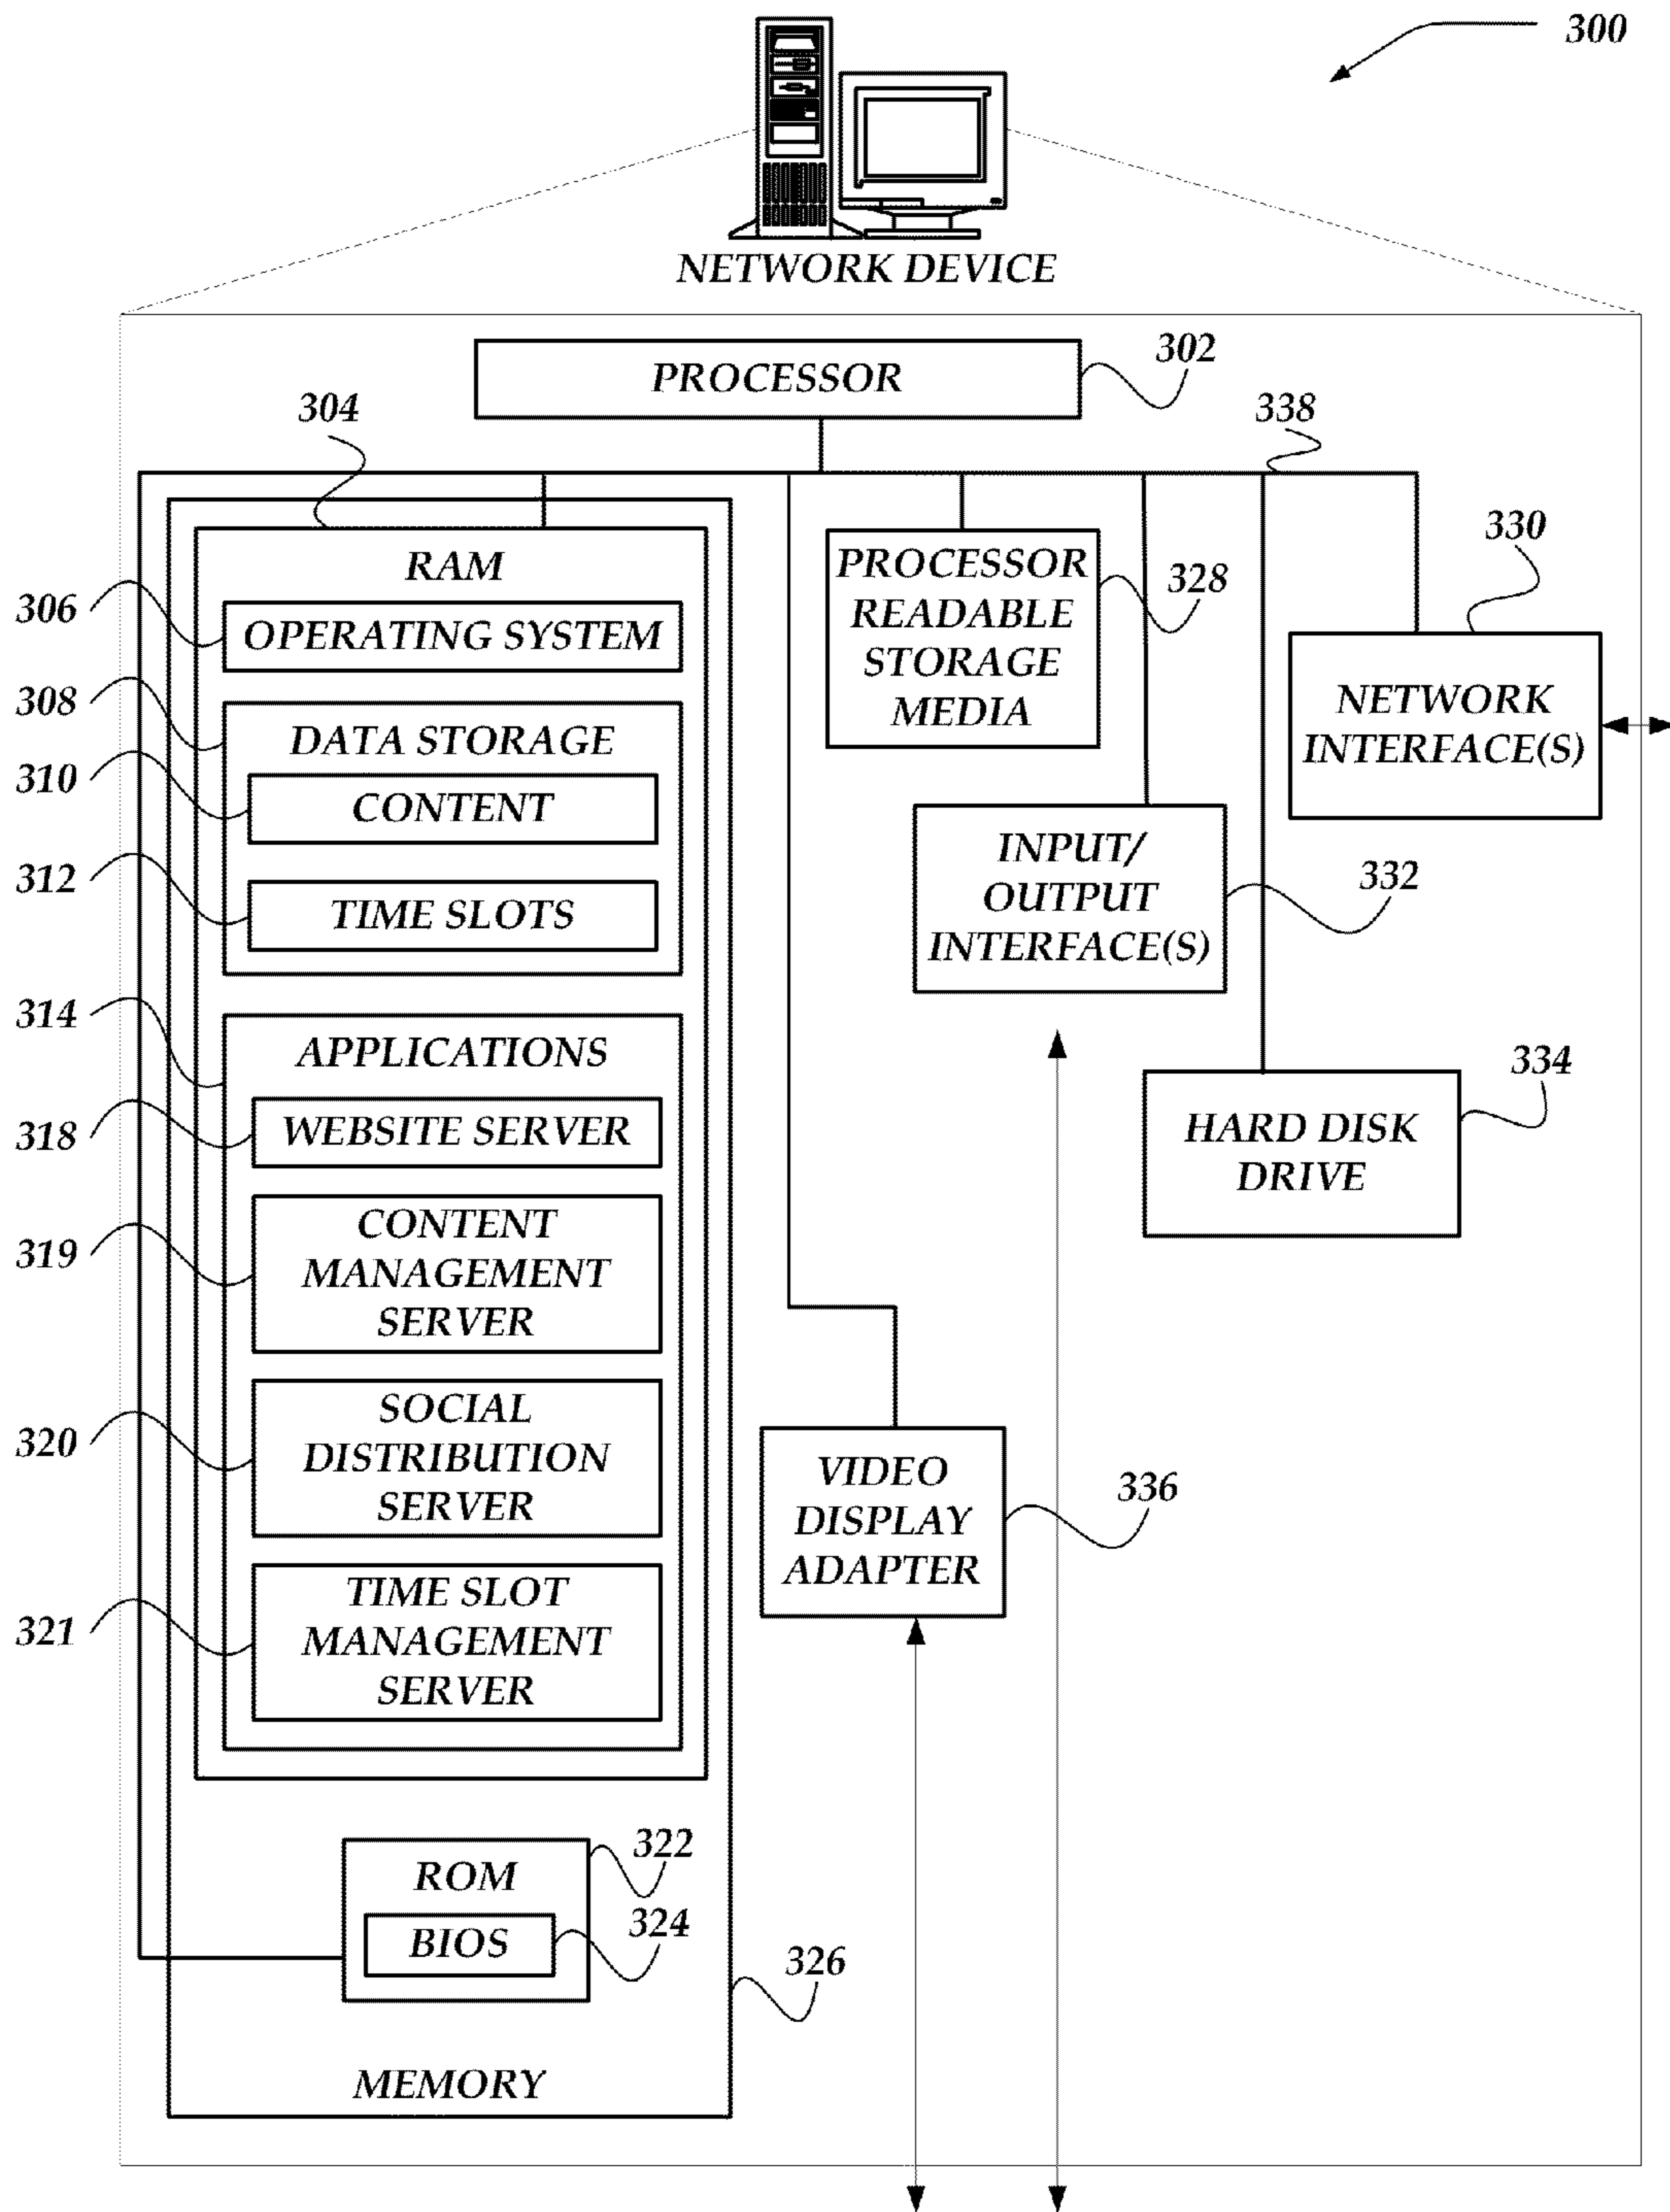 300
NETWORK DEVICE
PROCESSOR
302
304
338
RAM
306
OPERATING SYSTEM
308
DATA STORAGE
310
CONTENT
312
TIME SLOTS
314
APPLICATIONS
318
WEBSITE SERVER
319
CONTENT
MANAGEMENT
SERVER
320
SOCIAL
DISTRIBUTION
SERVER
321
TIME SLOT
MANAGEMENT
SERVER
ROM
322
BIOS
324
326
MEMORY
PROCESSOR
READABLE
STORAGE
MEDIA
328
330
NETWORK
INTERFACE(S)
INPUT/
OUTPUT
INTERFACE(S)
332
334
HARD DISK
DRIVE
VIDEO
DISPLAY
ADAPTER
336